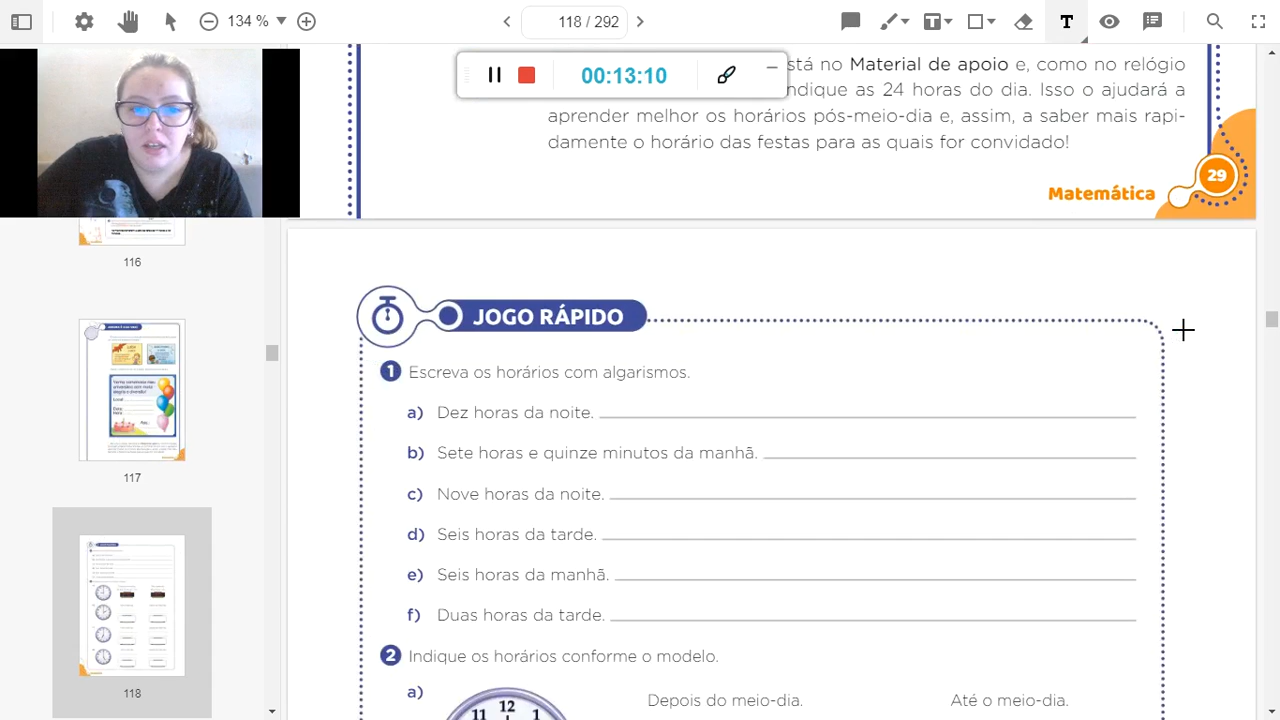 134 %
118 / 292
T
T
00:13:10
stá no Material de apoio e, como no relógio
ndique as 24 horas do dia. Isso o ajudará a
aprender melhor os horários pós-meio-dia e, assim, a saber mais rapi-
damente o horário das festas para as quais for convidado!
Matemática 29
116
117
118
JOGO RÁPIDO
1 Escreva os horários com algarismos.
a) Dez horas da noite.
b) Sete horas e quinze minutos da manhã.
c) Nove horas da noite.
d) Seis horas da tarde.
e) Seis horas da manhã.
f) Duas horas da tarde.
2 Indique o horário conforme o modelo.
a) Depois do meio-dia. Até o meio-dia.
11 12 1